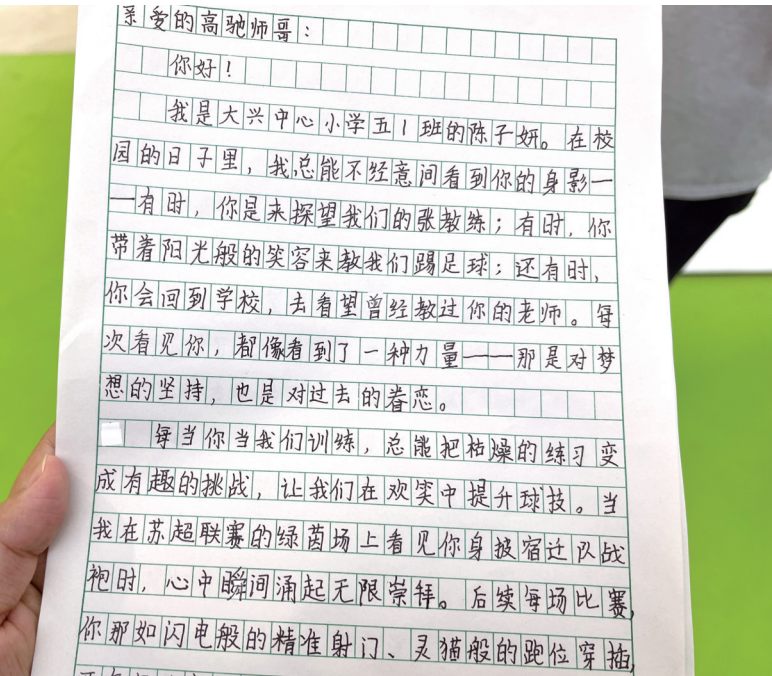 亲爱的高驰师哥：
你好！
我是大兴中心小学五1班的陈子妍。在校
园的日子里，我总能不经意间看到你的身影一
一有时，你是来探望我们的张教练；有时，你
带着阳光般的笑容来教我们踢足球；还有时，
你会回到学校，去看望曾经教过你的老师。每
次看见你，都像看到了一种力量——那是对梦
想的坚持，也是对过去的眷恋。
每当你当我们训练，总能把枯燥的练习变
成有趣的挑战，让我们在欢笑中提升球技。当
我在苏超联赛的绿茵场上看见你身披宿迁队战
袍时，心中瞬间涌起无限崇拜。后续每场比赛，
你那如闪电般的精准射门、灵猫般的跑位穿插，